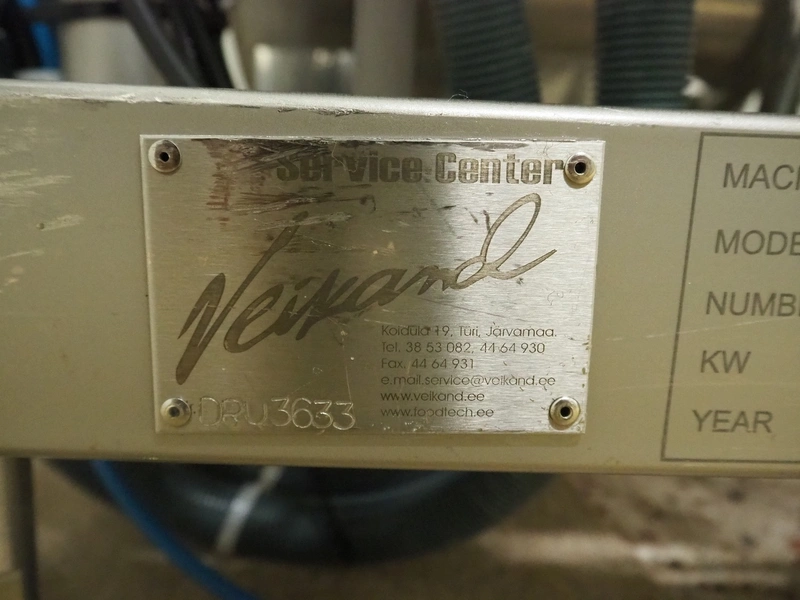 Service Center
Veikand
Koidula 19, Türi, Järvamaa.
Tel. 38 53 082, 44 64 930
Fax. 44 64 931
e.mail.service@veikand.ee
www.veikand.ee
www.foodtech.ee
DRU3633
MACH
MODE
NUMBE
KW
YEAR